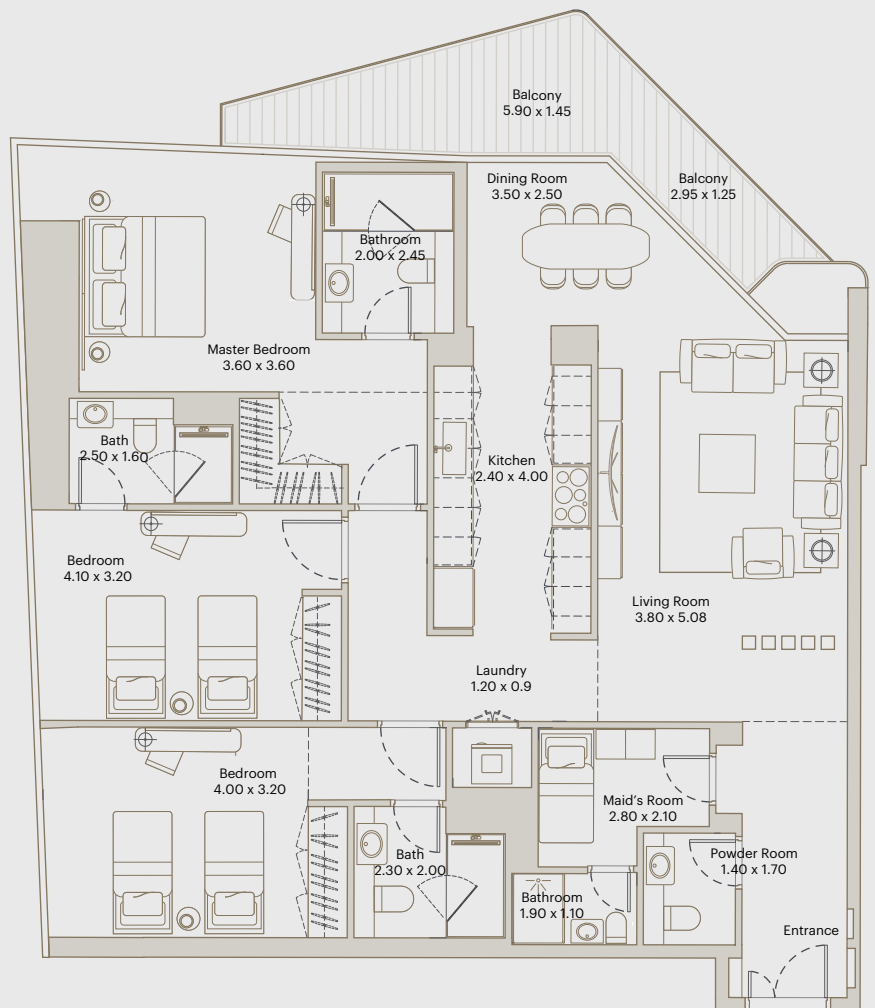 Balcony
5.90 x 1.45
Dining Room
3.50 x 2.50
Balcony
2.95 x 1.25
Bathroom
2.00 x 2.45
Master Bedroom
3.60 x 3.60
Bath
2.50 x 1.60
Kitchen
2.40 x 4.00
Bedroom
4.10 x 3.20
Living Room
3.80 x 5.08
Laundry
1.20 x 0.9
Bedroom
4.00 x 3.20
Maid's Room
2.80 x 2.10
Bath
2.30 x 2.00
Powder Room
1.40 x 1.70
Bathroom
1.90 x 1.10
Entrance